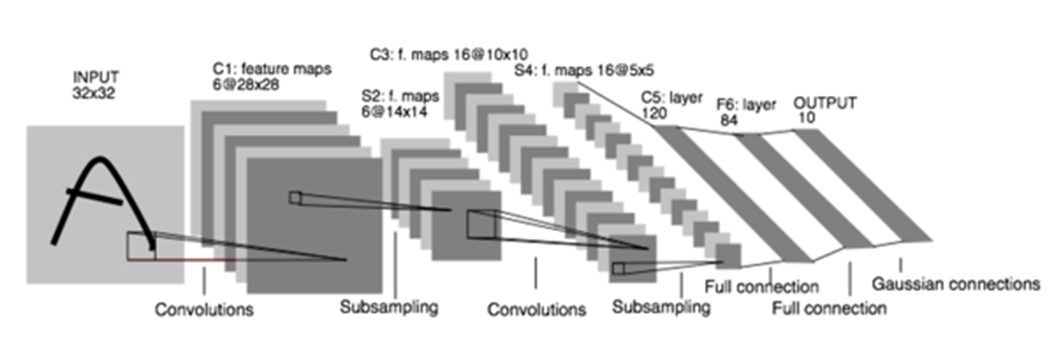 INPUT
32x32
C1: feature maps
6@28x28
S2: f. maps
6@14x14
C3: f. maps 16@10x10
S4: f. maps 16@5x5
C5: layer
120
F6: layer
84
OUTPUT
10
Convolutions
Subsampling
Convolutions
Subsampling
Full connection
Full connection
Gaussian connections